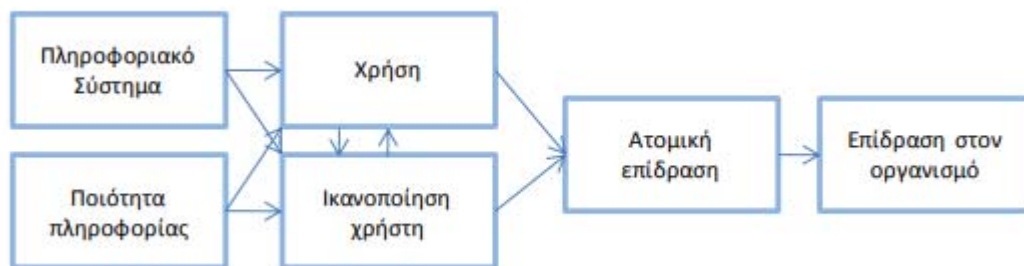 Πληροφοριακό
Σύστημα
Χρήση
Ποιότητα
πληροφορίας
Ικανοποίηση
χρήστη
Ατομική
επίδραση
Επίδραση στον
οργανισμό